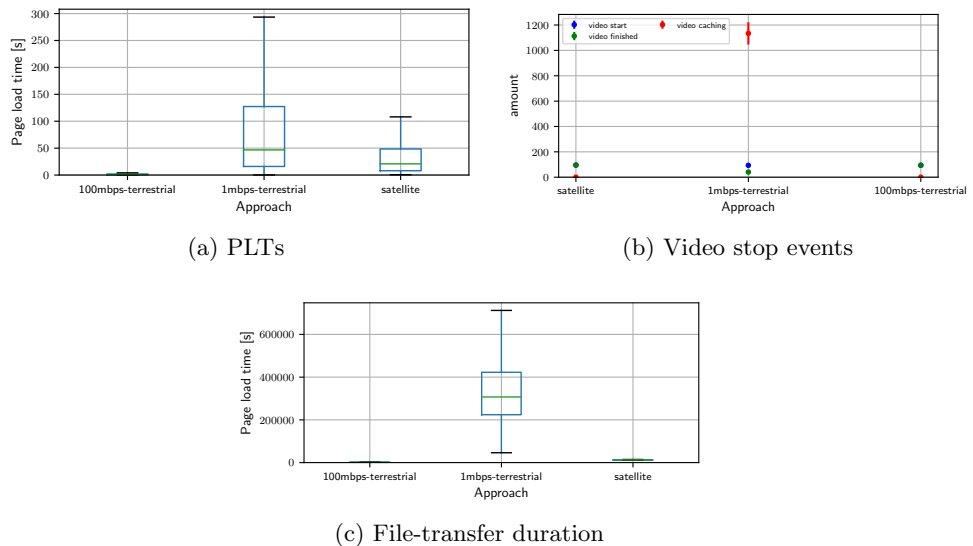 300
250
200
150
100
50
0
Page load time [s]
100mbps-terrestrial 1mbps-terrestrial satellite
Approach
(a) PLTs
1200
1000
800
600
400
200
0
amount
video start video caching
video finished
satellite 1mbps-terrestrial 100mbps-terrestrial
Approach
(b) Video stop events
600000
400000
200000
0
Page load time [s]
100mbps-terrestrial 1mbps-terrestrial satellite
Approach
(c) File-transfer duration